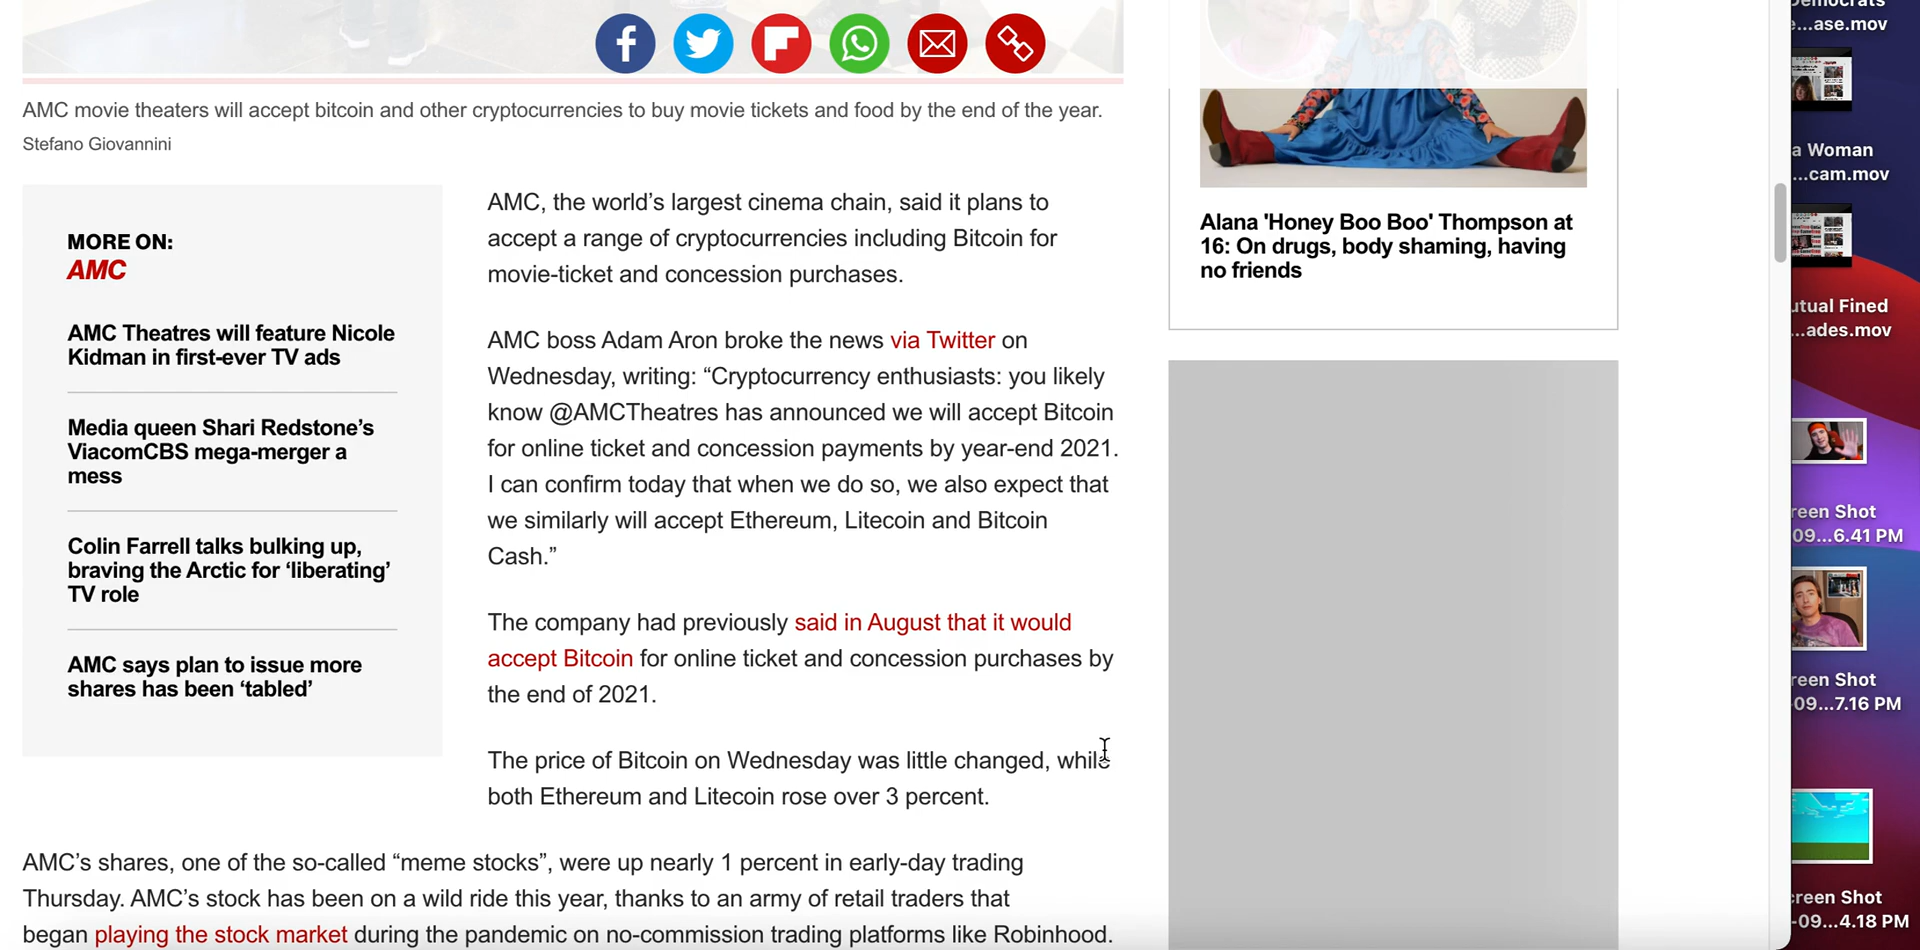 AMC movie theaters will accept bitcoin and other cryptocurrencies to buy movie tickets and food by the end of the year.
Stefano Giovannini
MORE ON:
AMC
AMC Theatres will feature Nicole
Kidman in first-ever TV ads
Media queen Shari Redstone’s
ViacomCBS mega-merger a
mess
Colin Farrell talks bulking up,
braving the Arctic for ‘liberating’
TV role
AMC says plan to issue more
shares has been ‘tabled’
AMC, the world’s largest cinema chain, said it plans to
accept a range of cryptocurrencies including Bitcoin for
movie-ticket and concession purchases.
AMC boss Adam Aron broke the news via Twitter on
Wednesday, writing: “Cryptocurrency enthusiasts: you likely
know @AMCTheatres has announced we will accept Bitcoin
for online ticket and concession payments by year-end 2021.
I can confirm today that when we do so, we also expect that
we similarly will accept Ethereum, Litecoin and Bitcoin
Cash.”
The company had previously said in August that it would
accept Bitcoin for online ticket and concession purchases by
the end of 2021.
The price of Bitcoin on Wednesday was little changed, while
both Ethereum and Litecoin rose over 3 percent.
AMC’s shares, one of the so-called “meme stocks”, were up nearly 1 percent in early-day trading
Thursday. AMC’s stock has been on a wild ride this year, thanks to an army of retail traders that
began playing the stock market during the pandemic on no-commission trading platforms like Robinhood.
Alana 'Honey Boo Boo' Thompson at
16: On drugs, body shaming, having
no friends
...ase.mov
a Woman
...cam.mov
utual Fined
...ades.mov
reen Shot
09...6.41 PM
reen Shot
-09...7.16 PM
creen Shot
-09...4.18 PM